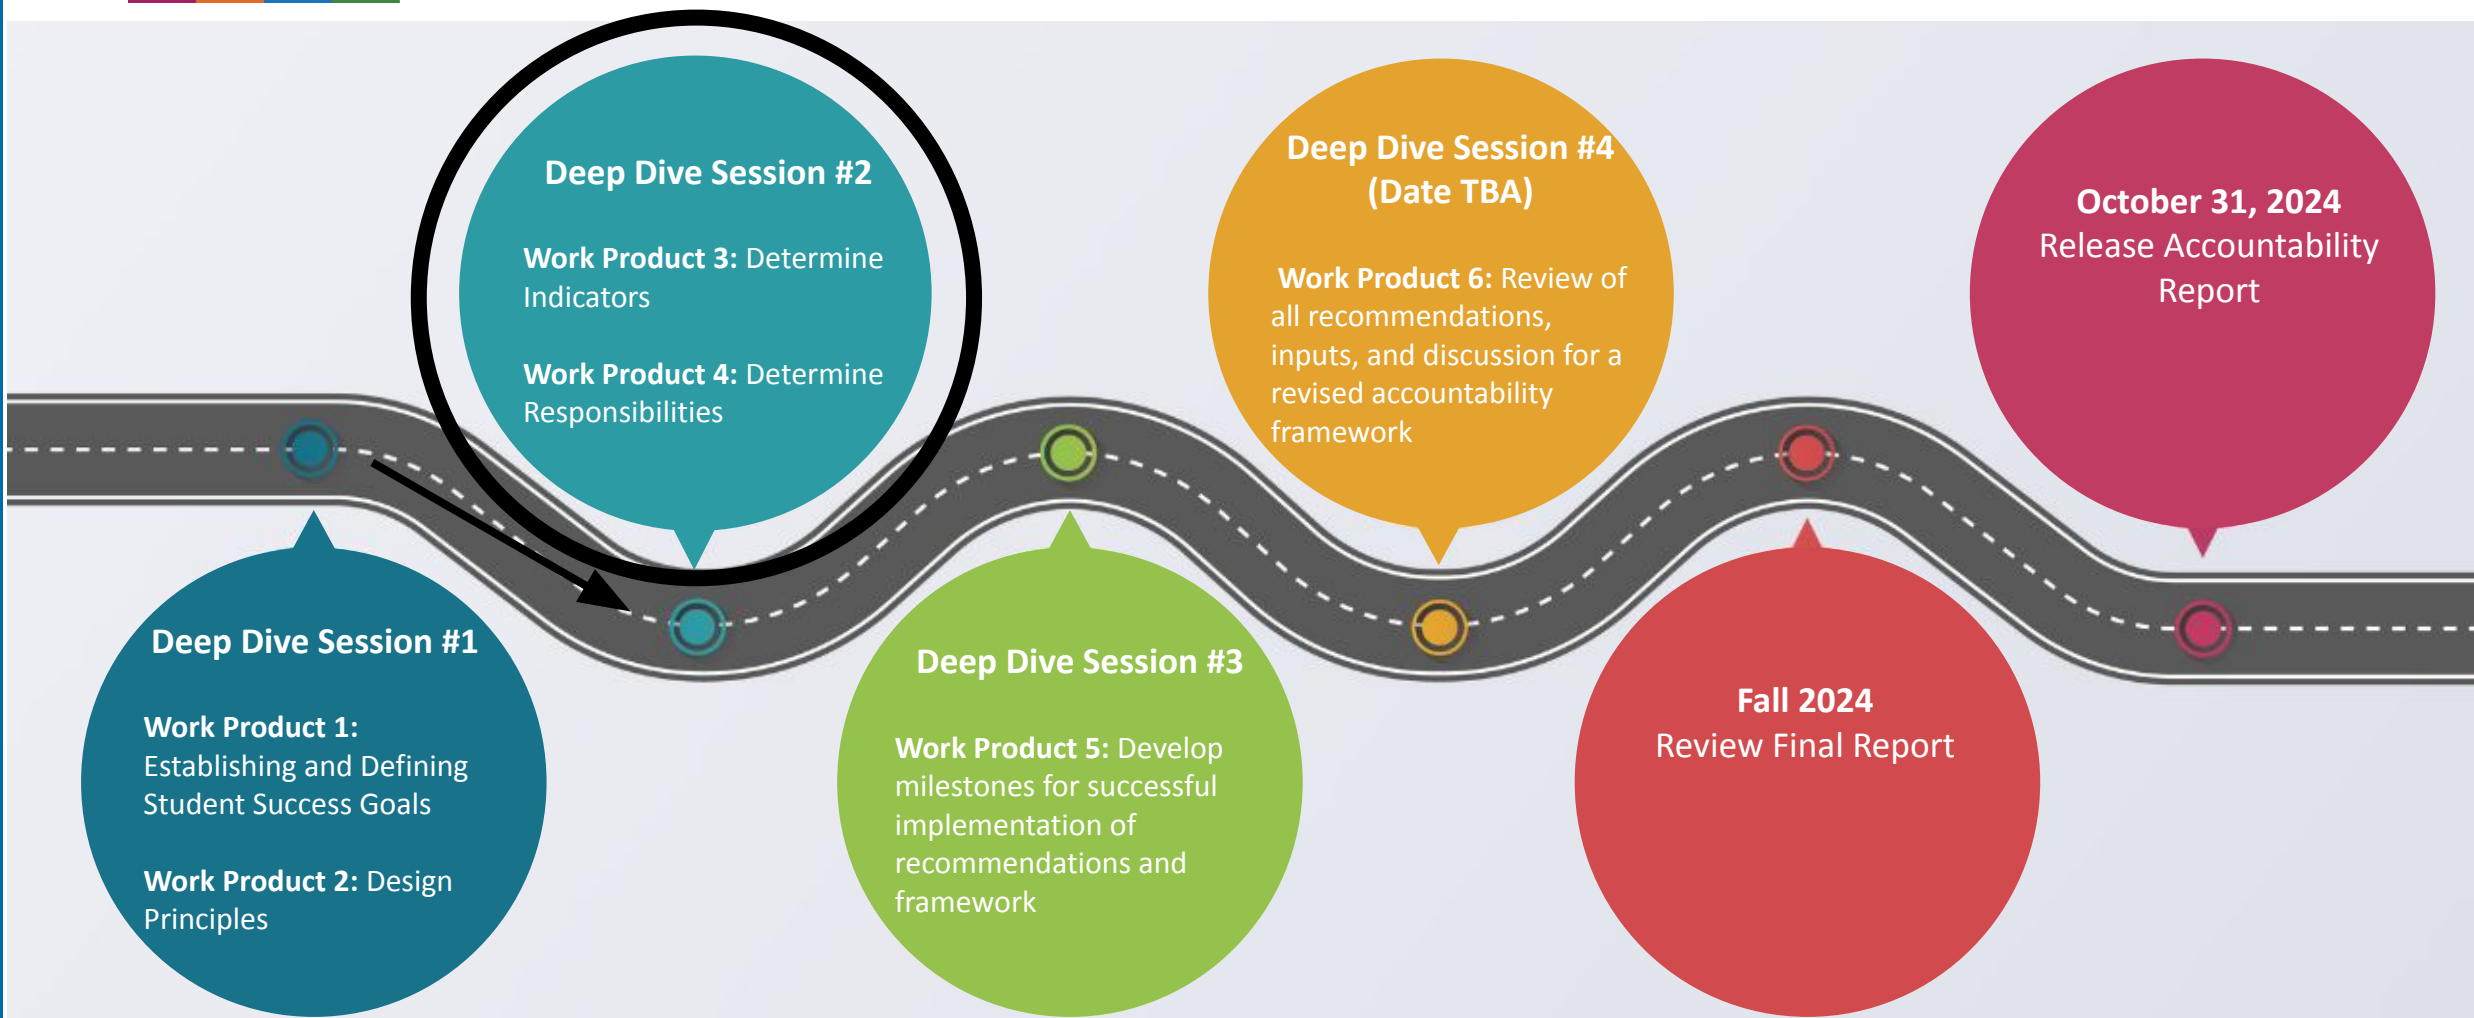 Deep Dive Session #1
Work Product 1:
Establishing and Defining
Student Success Goals
Work Product 2: Design
Principles
Deep Dive Session #2
Work Product 3: Determine
Indicators
Work Product 4: Determine
Responsibilities
Deep Dive Session #3
Work Product 5: Develop
milestones for successful
implementation of
recommendations and
framework
Deep Dive Session #4
(Date TBA)
Work Product 6: Review of
all recommendations,
inputs, and discussion for a
revised accountability
framework
Fall 2024
Review Final Report
October 31, 2024
Release Accountability
Report